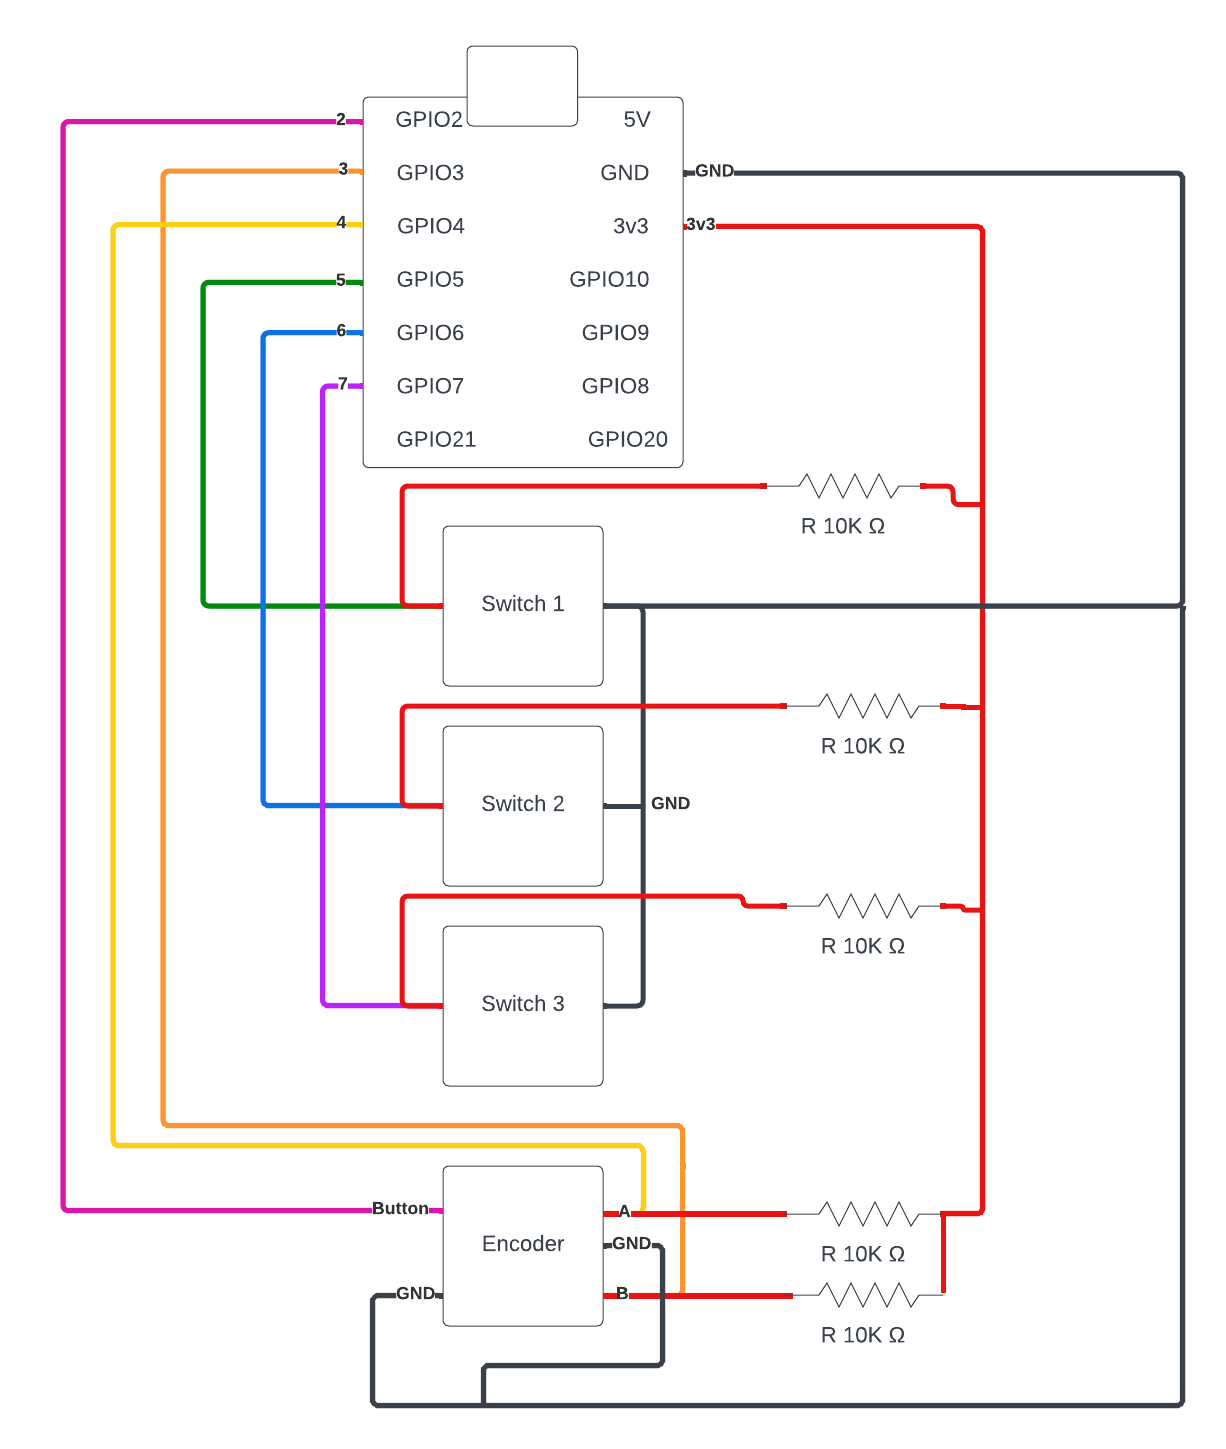 2
GPIO2
5V
3
GPIO3
GND
GND
4
GPIO4
3v3
3v3
5
GPIO5
GPIO10
6
GPIO6
GPIO9
7
GPIO7
GPIO8
GPIO21
GPIO20
R 10K Ω
Switch 1
R 10K Ω
Switch 2
GND
R 10K Ω
Switch 3
Button
A
Encoder
GND
R 10K Ω
GND
B
R 10K Ω